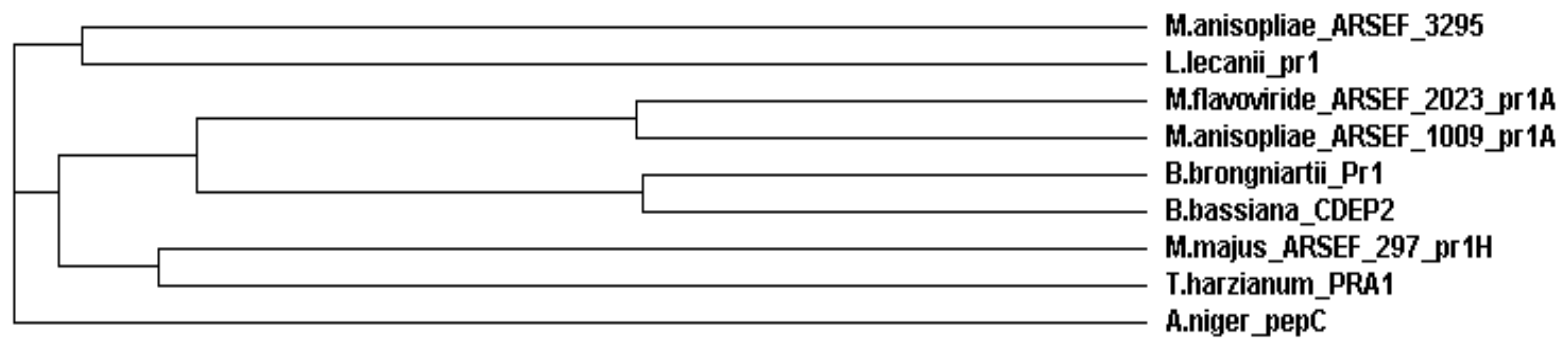 M.anisopliae_ARSEF_3295
L.lecanii_pr1
M.flavoviride_ARSEF_2023_pr1A
M.anisopliae_ARSEF_1009_pr1A
B.brongniartii_Pr1
B.bassiana_CDEP2
M.majus_ARSEF_297_pr1H
T.harzianum_PRA1
A.niger_pepC